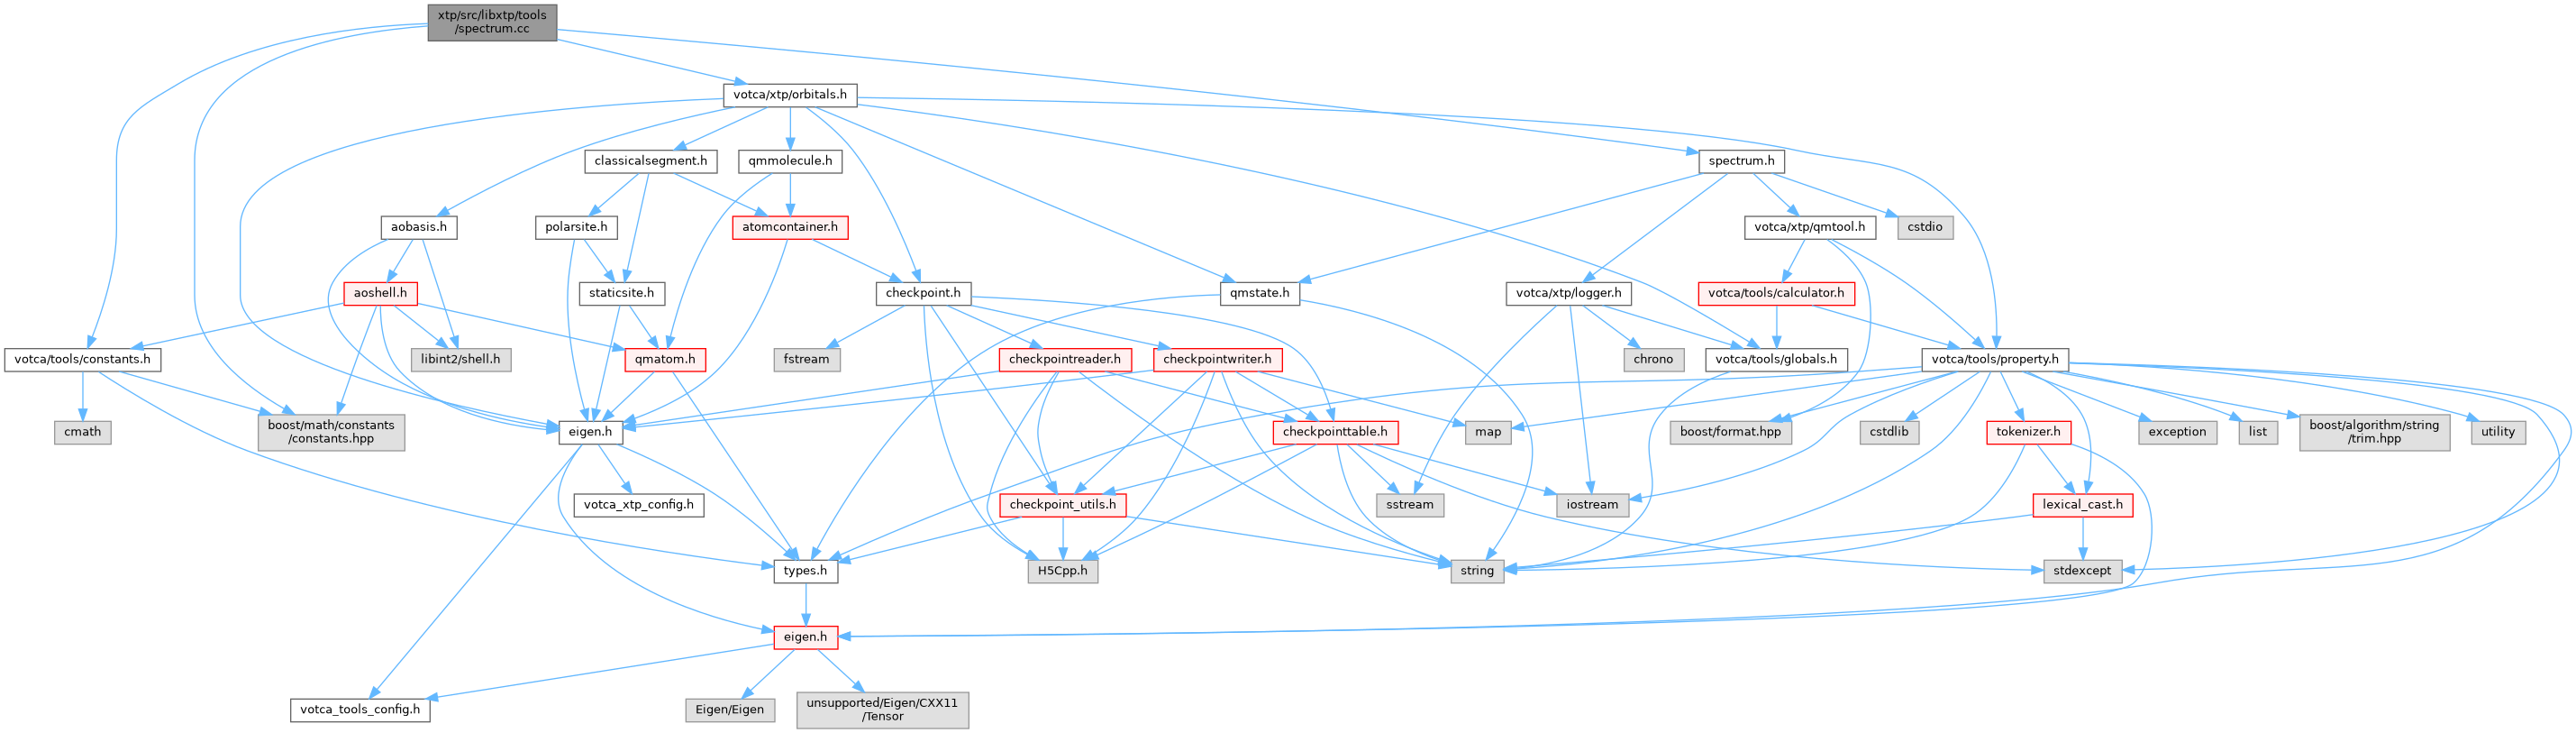 xtp/src/libxtp/tools
/spectrum.cc
votca/xtp/orbitals.h
classicalsegment.h
qmmolecule.h
spectrum.h
aobasis.h
polarsite.h
atomcontainer.h
votca/xtp/qmtool.h
cstdio
aoshell.h
staticsite.h
checkpoint.h
qmstate.h
votca/xtp/logger.h
votca/tools/calculator.h
votca/tools/constants.h
libint2/shell.h
qmatom.h
fstream
checkpointreader.h
checkpointwriter.h
chrono
votca/tools/globals.h
votca/tools/property.h
cmath
boost/math/constants
/constants.hpp
eigen.h
checkpointtable.h
map
boost/format.hpp
cstdlib
tokenizer.h
exception
list
boost/algorithm/string
/trim.hpp
utility
votca_xtp_config.h
checkpoint_utils.h
sstream
iostream
lexical_cast.h
types.h
H5Cpp.h
string
stdexcept
eigen.h
votca_tools_config.h
Eigen/Eigen
unsupported/Eigen/CXX11
/Tensor